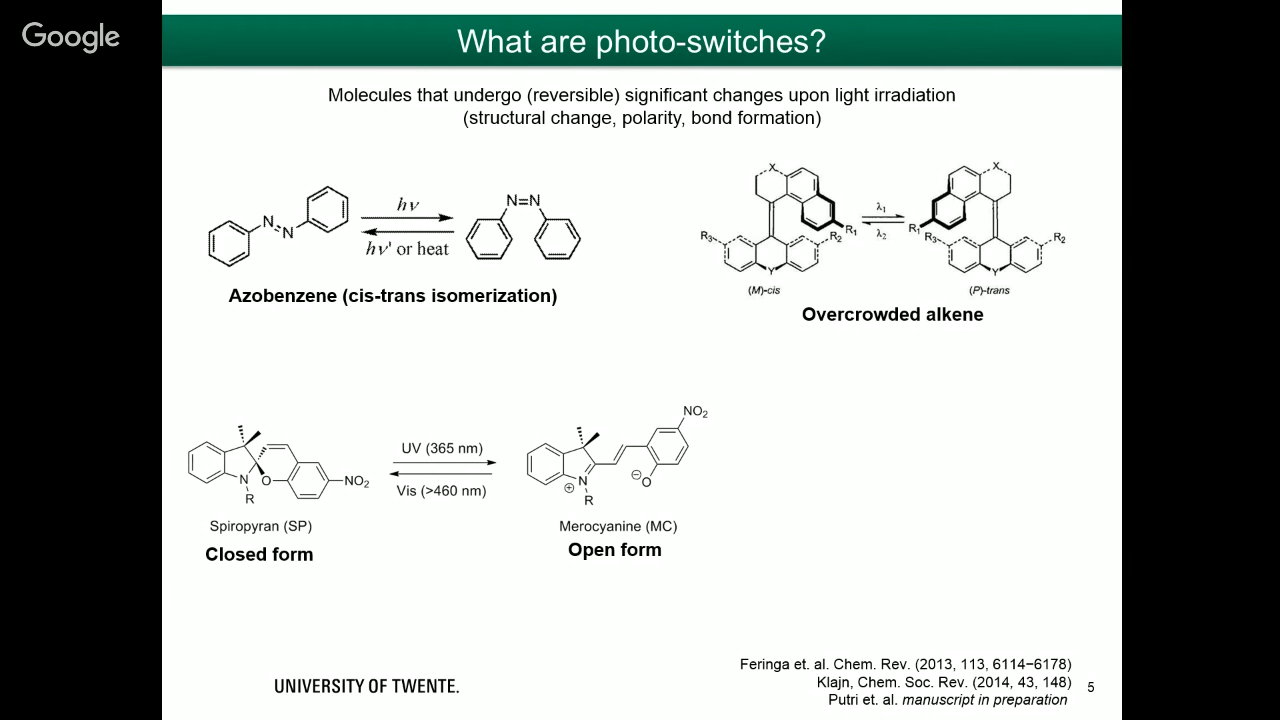 Google
What are photo-switches?
Molecules that undergo (reversible) significant changes upon light irradiation
(structural change, polarity, bond formation)
N=N
hν
hν' or heat
N=N
Azobenzene (cis-trans isomerization)
X
R1
R3
R2
Y
(M)-cis
λ1
λ2
X
R1
R3
R2
Y
(P)-trans
Overcrowded alkene
N
R
O
NO2
Spiropyran (SP)
Closed form
UV (365 nm)
Vis (>460 nm)
NO2
N
⊕
R
⊖
O
Merocyanine (MC)
Open form
UNIVERSITY OF TWENTE.
Feringa et. al. Chem. Rev. (2013, 113, 6114−6178)
Klajn, Chem. Soc. Rev. (2014, 43, 148)
Putri et. al. manuscript in preparation
5